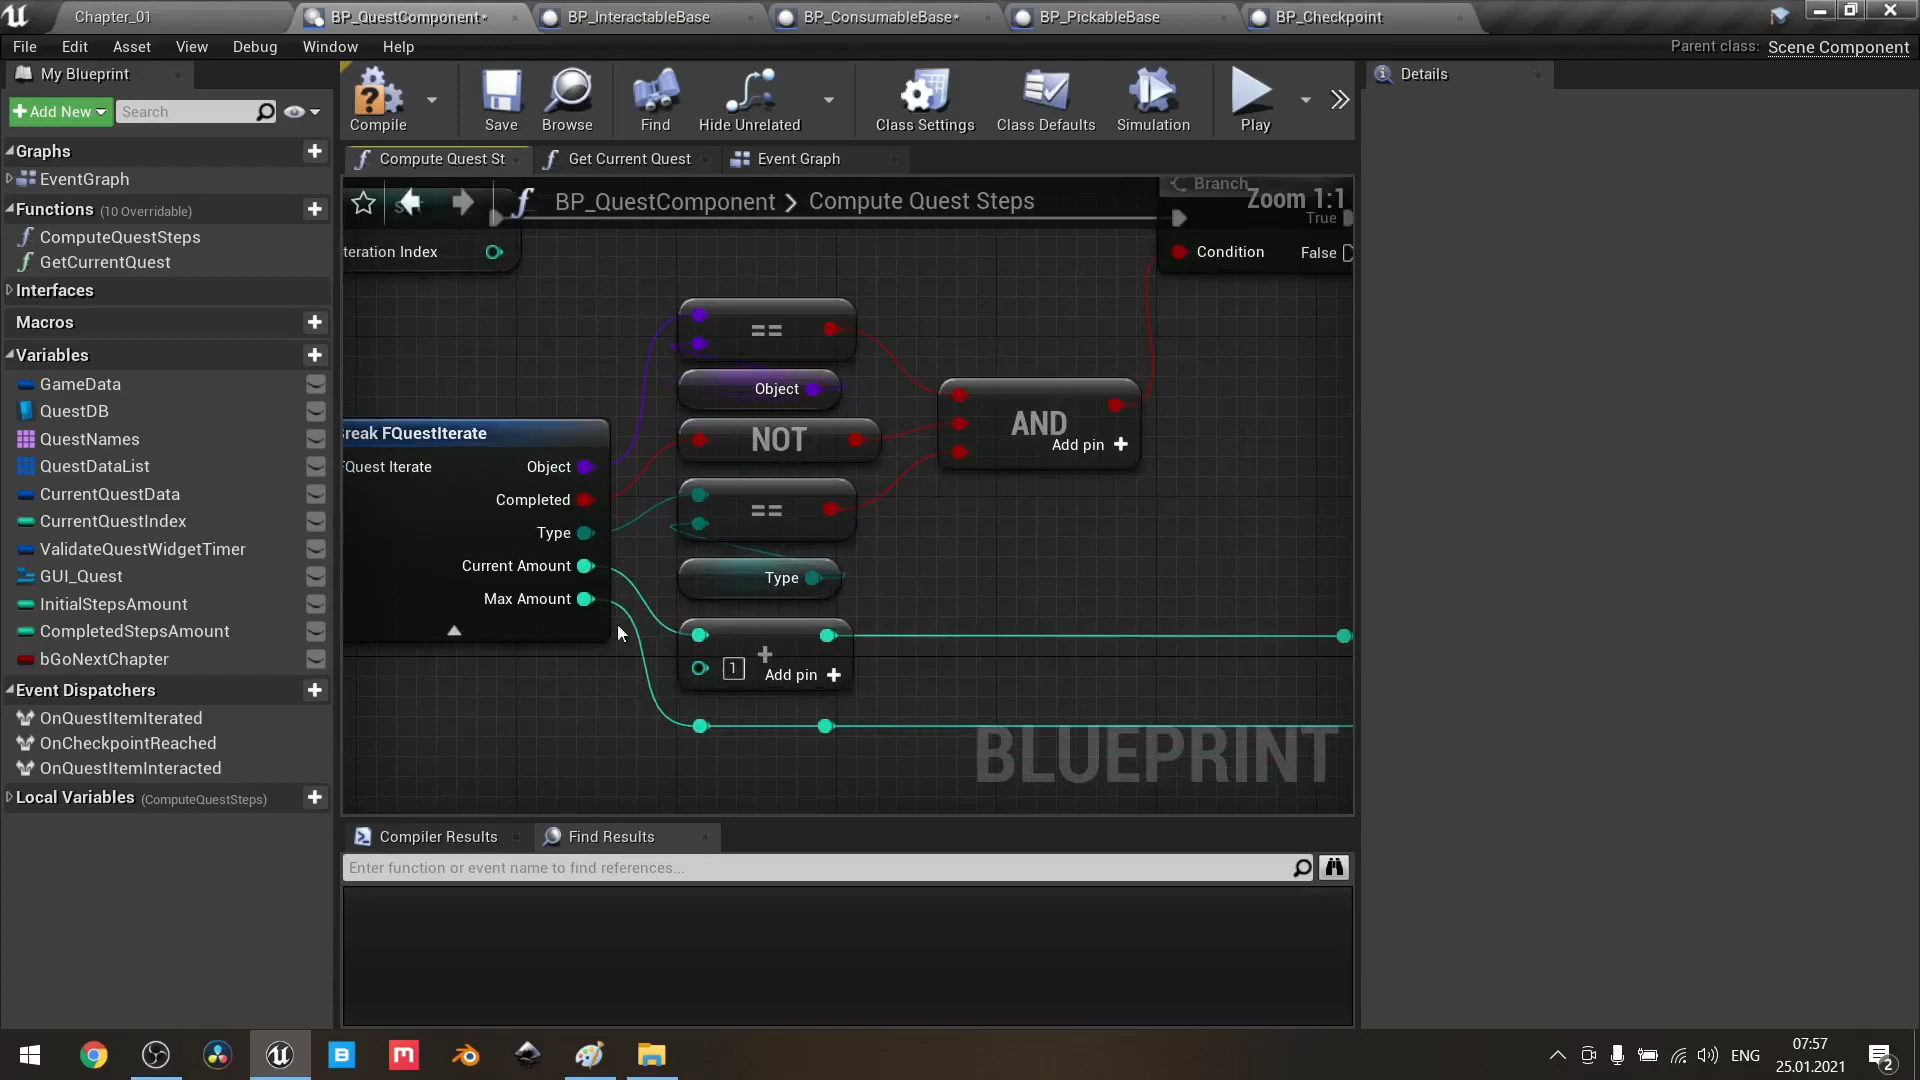 Chapter_01
BP_QuestComponent*
BP_InteractableBase
BP_ConsumableBase*
BP_PickableBase
BP_Checkpoint
File Edit Asset View Debug Window Help
Parent class: Scene Component
My Blueprint
Details
Add New
Search
Compile
Save
Browse
Find
Hide Unrelated
Class Settings
Class Defaults
Simulation
Play
Graphs
EventGraph
Functions (10 Overridable)
ComputeQuestSteps
GetCurrentQuest
Interfaces
Macros
Variables
GameData
QuestDB
QuestNames
QuestDataList
CurrentQuestData
CurrentQuestIndex
ValidateQuestWidgetTimer
GUI_Quest
InitialStepsAmount
CompletedStepsAmount
bGoNextChapter
Event Dispatchers
OnQuestItemIterated
OnCheckpointReached
OnQuestItemInteracted
Local Variables (ComputeQuestSteps)
Compute Quest St
Get Current Quest
Event Graph
BP_QuestComponent > Compute Quest Steps
Zoom 1:1
Branch
True
Condition
False
teration Index
==
Object
NOT
==
Type
AND
Add pin +
reak FQuestIterate
FQuest Iterate
Object
Completed
Type
Current Amount
Max Amount
+
1
Add pin +
BLUEPRINT
Compiler Results
Find Results
Enter function or event name to find references...
ENG
07:57
25.01.2021
2